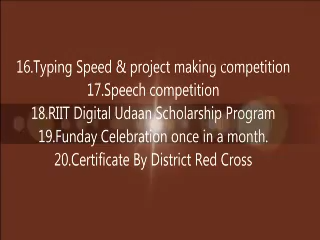 16.Typing Speed & project making competition
17.Speech competition
18.RIIT Digital Udaan Scholarship Program
19.Funday Celebration once in a month.
20.Certificate By District Red Cross